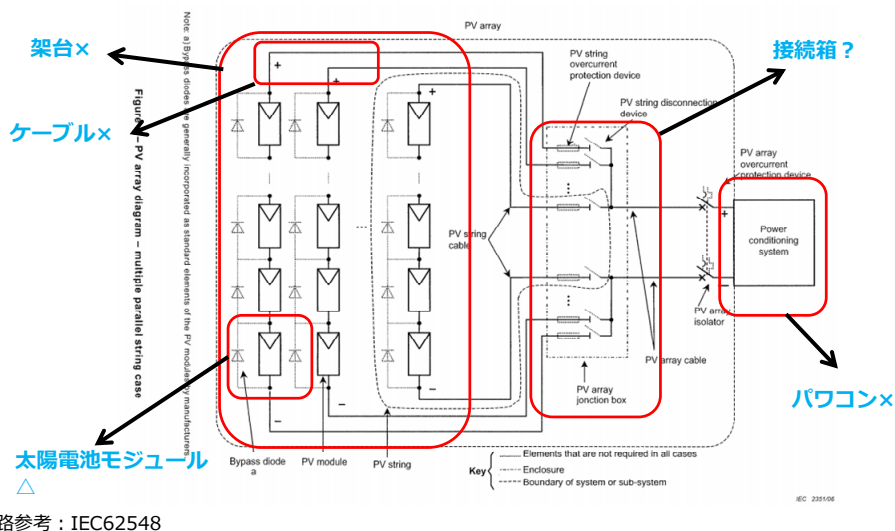 PV array
架台×
接続箱？
ケーブル×
パワコン×
太陽電池モジュール
△
PV string
overcurrent
protection device
PV string disconnection
device
PV array
overcurrent
protection device
Power
conditioning
system
PV string
cable
PV array
isolator
PV array cable
PV array
junction box
Bypass diode
a
PV module
PV string
+
+
+
+
−
−
−
−
Key
Elements that are not required in all cases
Enclosure
Boundary of system or sub-system
IEC 2351/06
Note: a) Bypass diodes are generally incorporated as standard elements of the PV modules by manufacturers.
– PV array diagram – multiple parallel string case
路参考：IEC62548